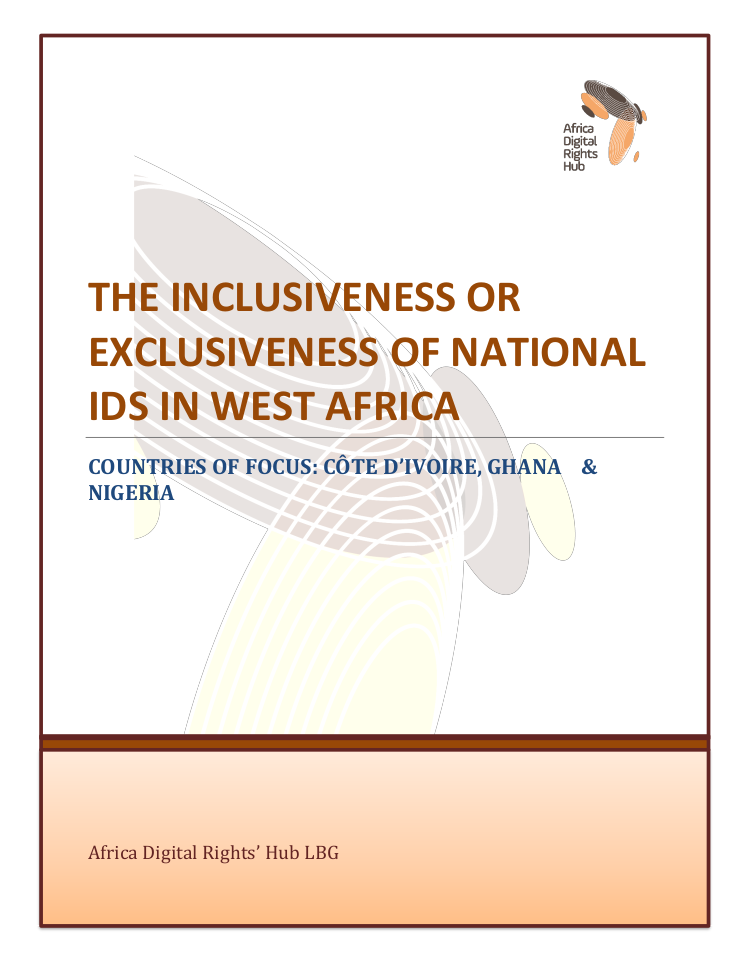 Africa
Digital
Rights
Hub
THE INCLUSIVENESS OR
EXCLUSIVENESS OF NATIONAL
IDS IN WEST AFRICA
COUNTRIES OF FOCUS: CÔTE D’IVOIRE, GHANA &
NIGERIA
Africa Digital Rights’ Hub LBG